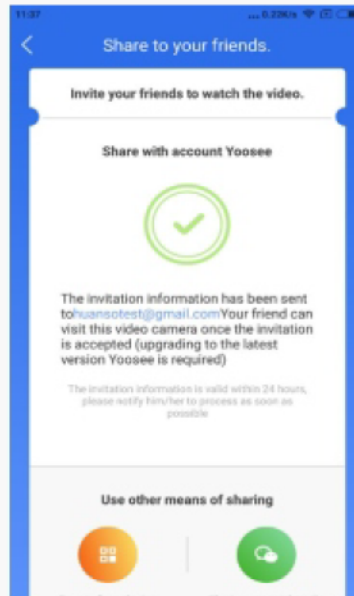 11:37
0.22K/s
Share to your friends.
Invite your friends to watch the video.
Share with account Yoosee
The invitation information has been sent
tohuansotest@gmail.comYour friend can
visit this video camera once the invitation
is accepted (upgrading to the latest
version Yoosee is required)
The invitation information is valid within 24 hours,
please notify him/her to process as soon as
possible
Use other means of sharing